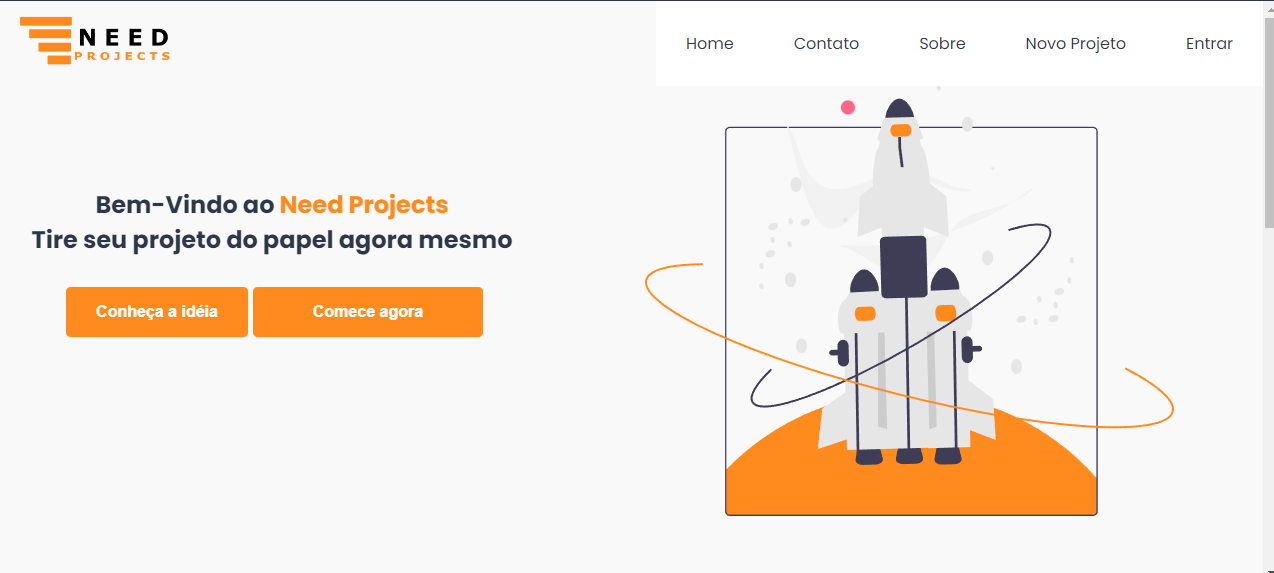 NEED
PROJECTS
Home Contato Sobre Novo Projeto Entrar
Bem-Vindo ao Need Projects
Tire seu projeto do papel agora mesmo
Conheça a idéia Comece agora